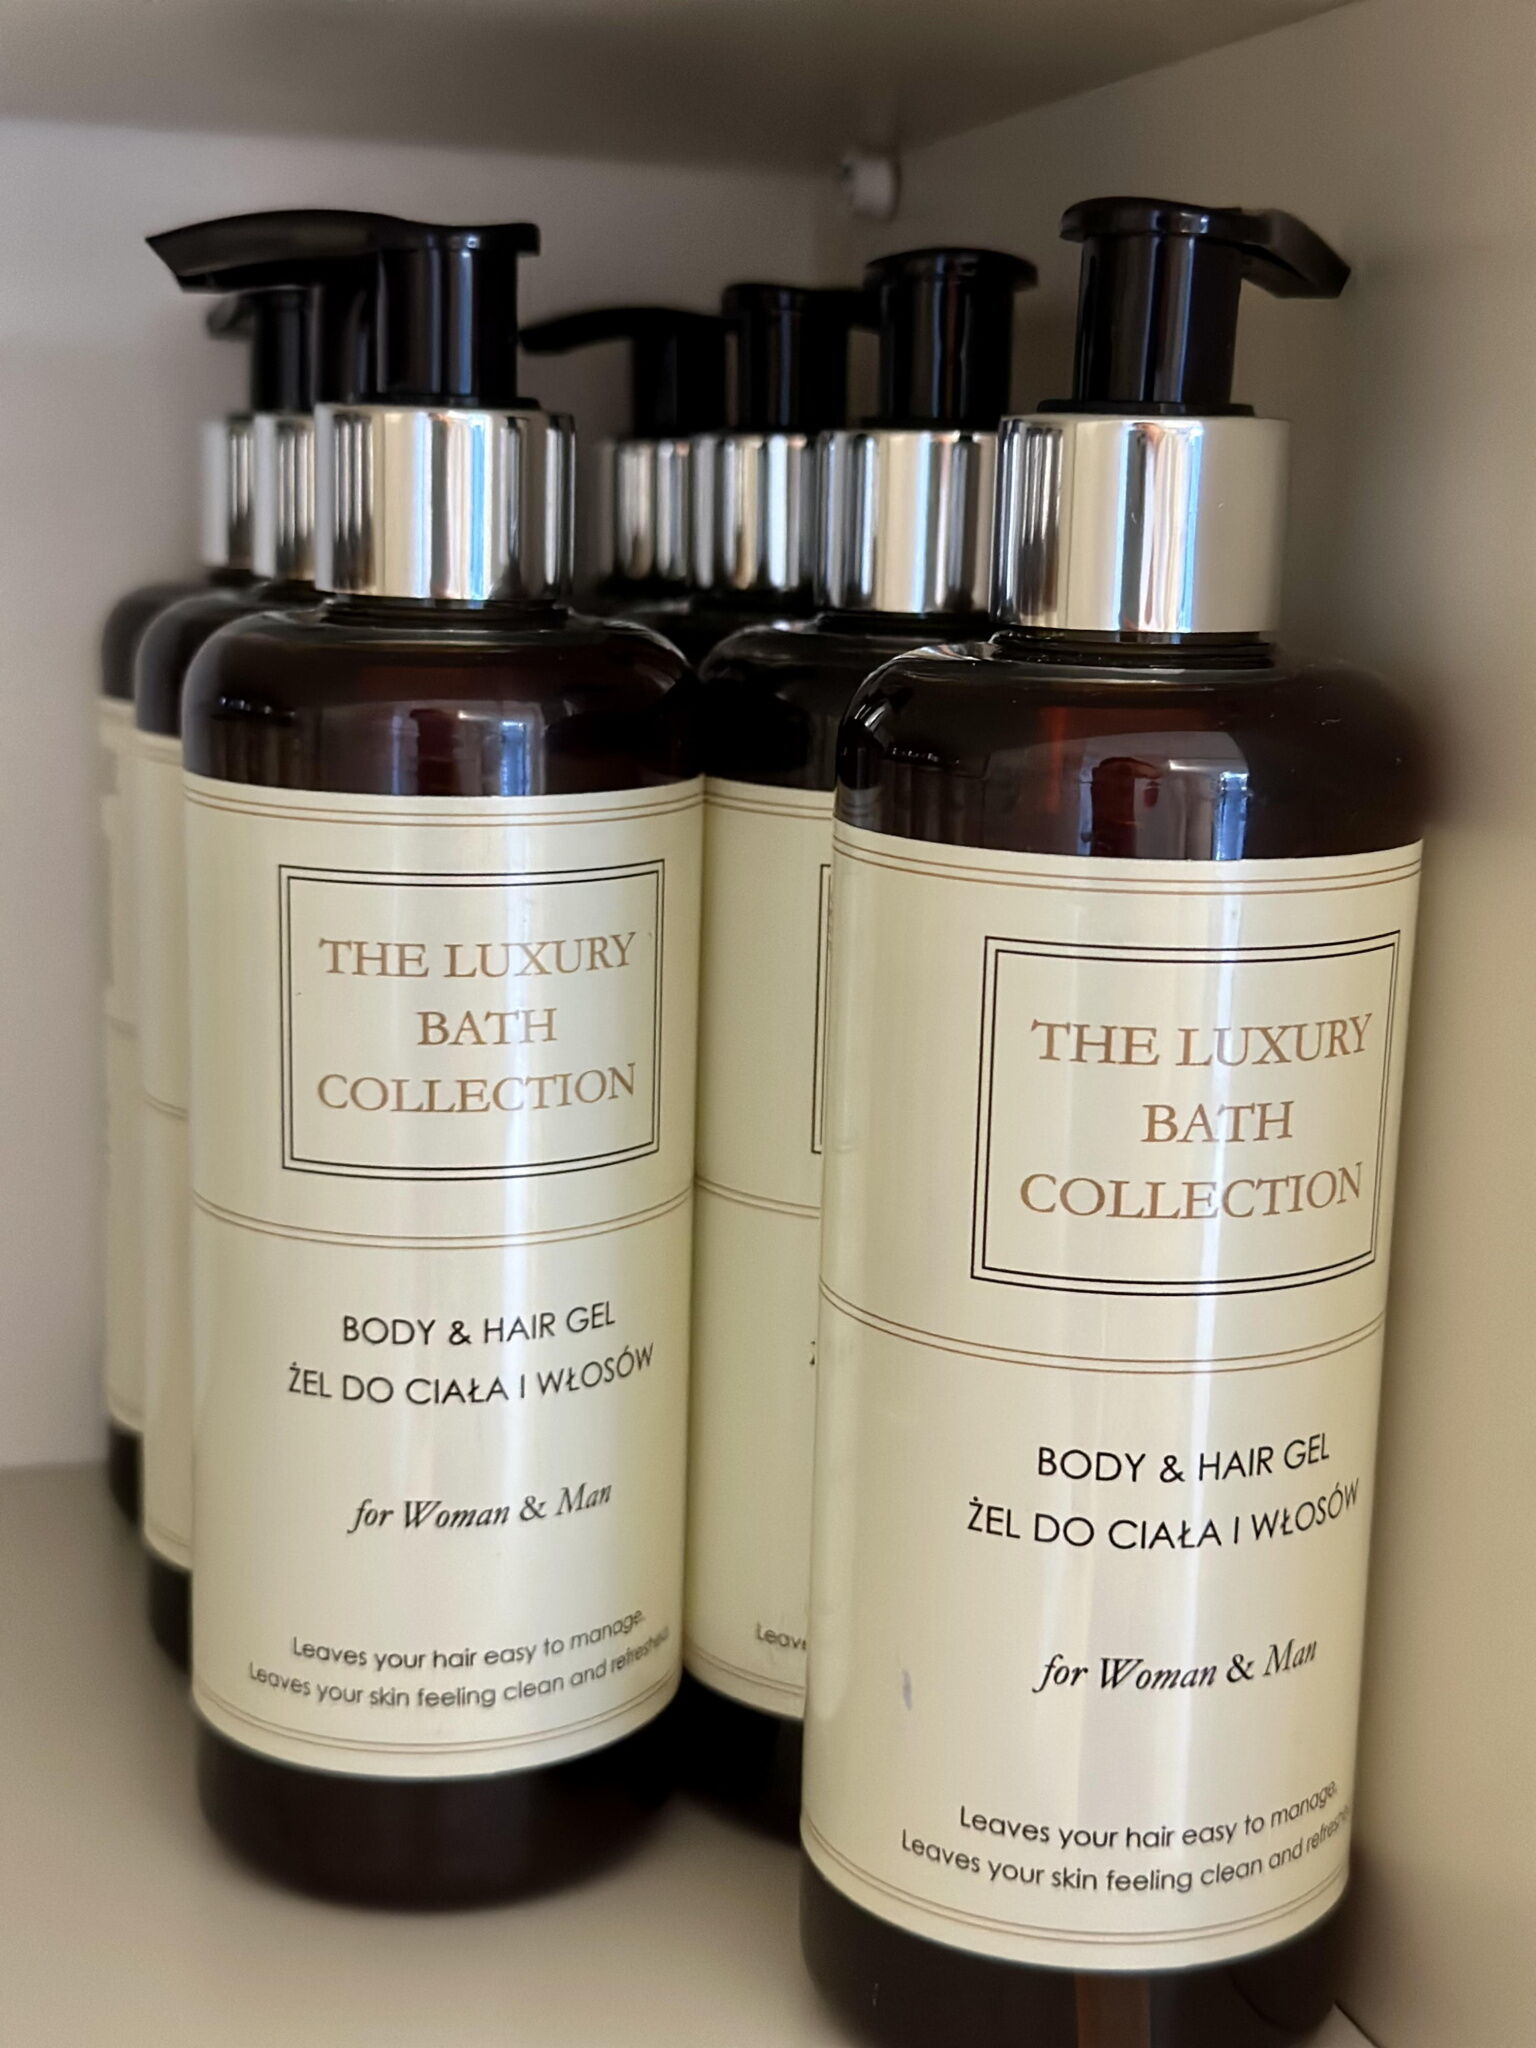 THE LUXURY
BATH
COLLECTION
BODY & HAIR GEL
ŻEL DO CIAŁA I WŁOSÓW
for Woman & Man
Leaves your hair easy to manage.
Leaves your skin feeling clean and refreshed.
THE LUXURY
BATH
COLLECTION
BODY & HAIR GEL
ŻEL DO CIAŁA I WŁOSÓW
for Woman & Man
Leaves your hair easy to manage.
Leaves your skin feeling clean and